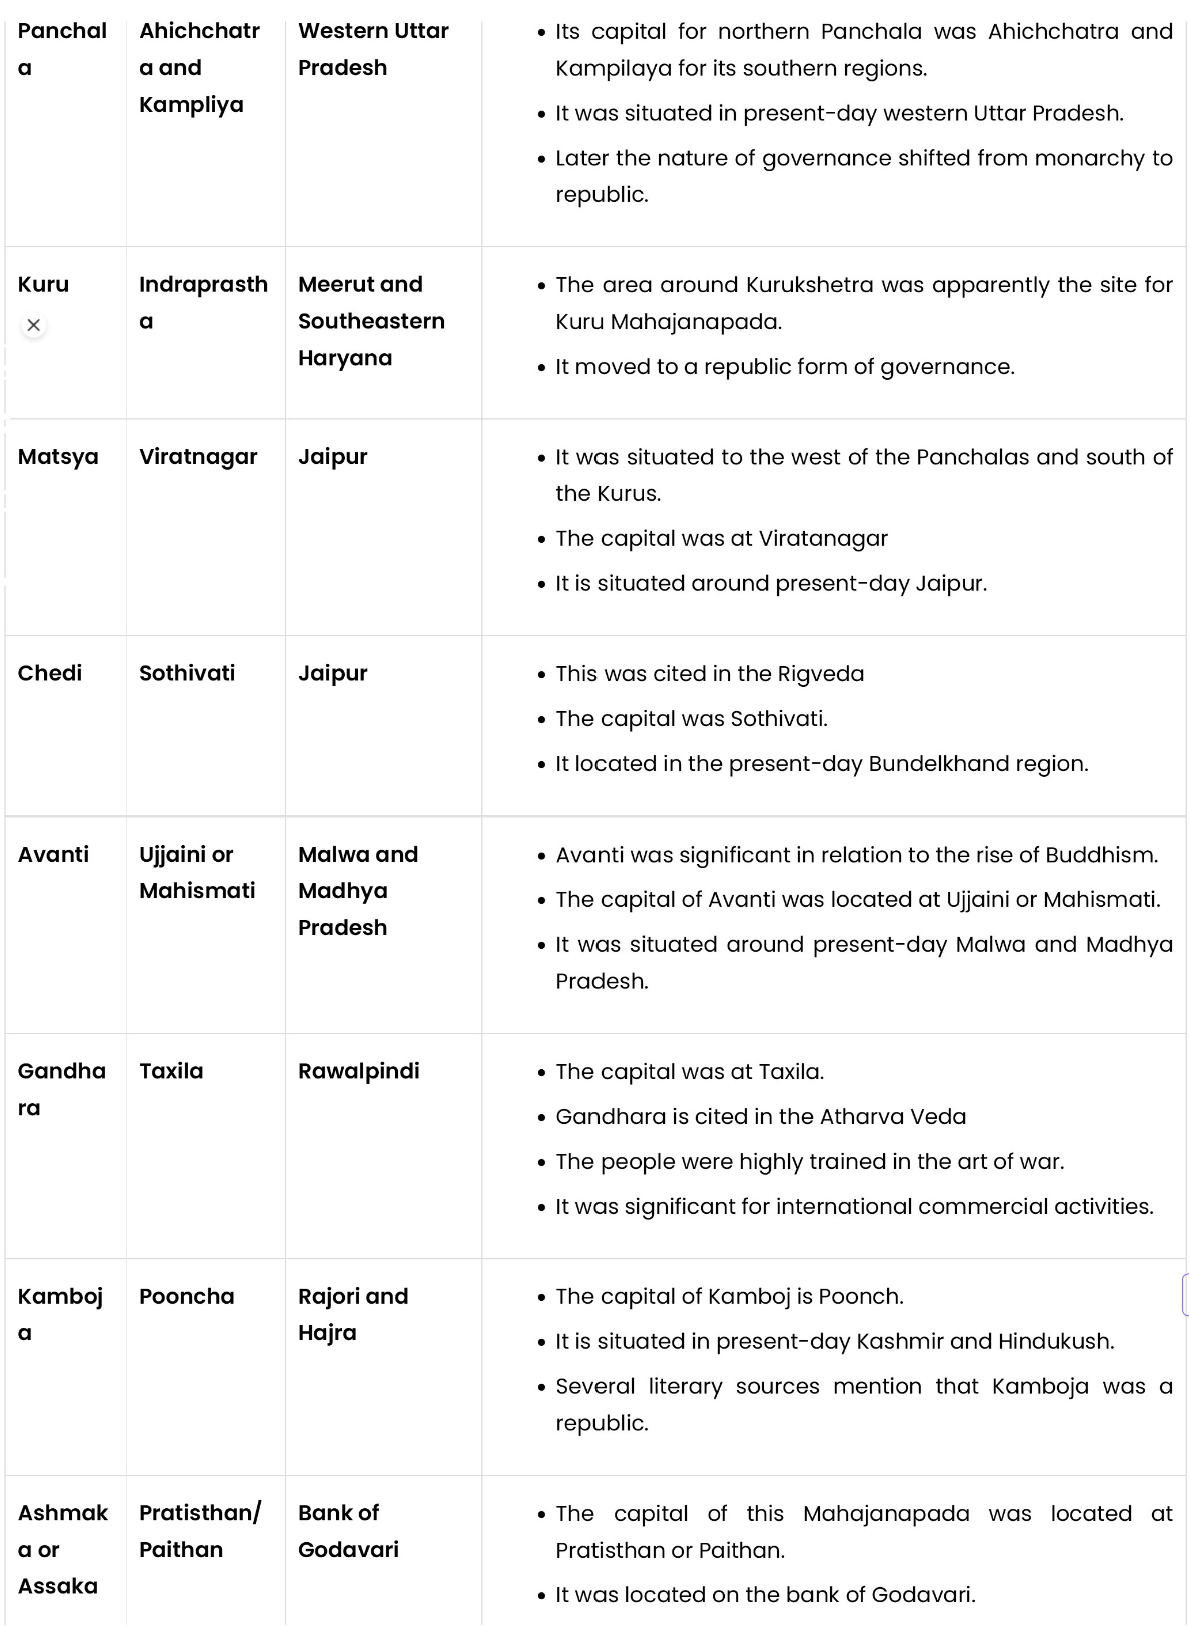 Panchal
a
Ahichchatr
a and
Kampliya
Western Uttar
Pradesh
• Its capital for northern Panchala was Ahichchatra and
Kampilaya for its southern regions.
• It was situated in present-day western Uttar Pradesh.
• Later the nature of governance shifted from monarchy to
republic.
Kuru
Indraprasth
a
Meerut and
Southeastern
Haryana
• The area around Kurukshetra was apparently the site for
Kuru Mahajanapada.
• It moved to a republic form of governance.
Matsya
Viratnagar
Jaipur
• It was situated to the west of the Panchalas and south of
the Kurus.
• The capital was at Viratanagar
• It is situated around present-day Jaipur.
Chedi
Sothivati
Jaipur
• This was cited in the Rigveda
• The capital was Sothivati.
• It located in the present-day Bundelkhand region.
Avanti
Ujjaini or
Mahismati
Malwa and
Madhya
Pradesh
• Avanti was significant in relation to the rise of Buddhism.
• The capital of Avanti was located at Ujjaini or Mahismati.
• It was situated around present-day Malwa and Madhya
Pradesh.
Gandha
ra
Taxila
Rawalpindi
• The capital was at Taxila.
• Gandhara is cited in the Atharva Veda
• The people were highly trained in the art of war.
• It was significant for international commercial activities.
Kamboj
a
Pooncha
Rajori and
Hajra
• The capital of Kamboj is Poonch.
• It is situated in present-day Kashmir and Hindukush.
• Several literary sources mention that Kamboja was a
republic.
Ashmak
a or
Assaka
Pratisthan/
Paithan
Bank of
Godavari
• The capital of this Mahajanapada was located at
Pratisthan or Paithan.
• It was located on the bank of Godavari.